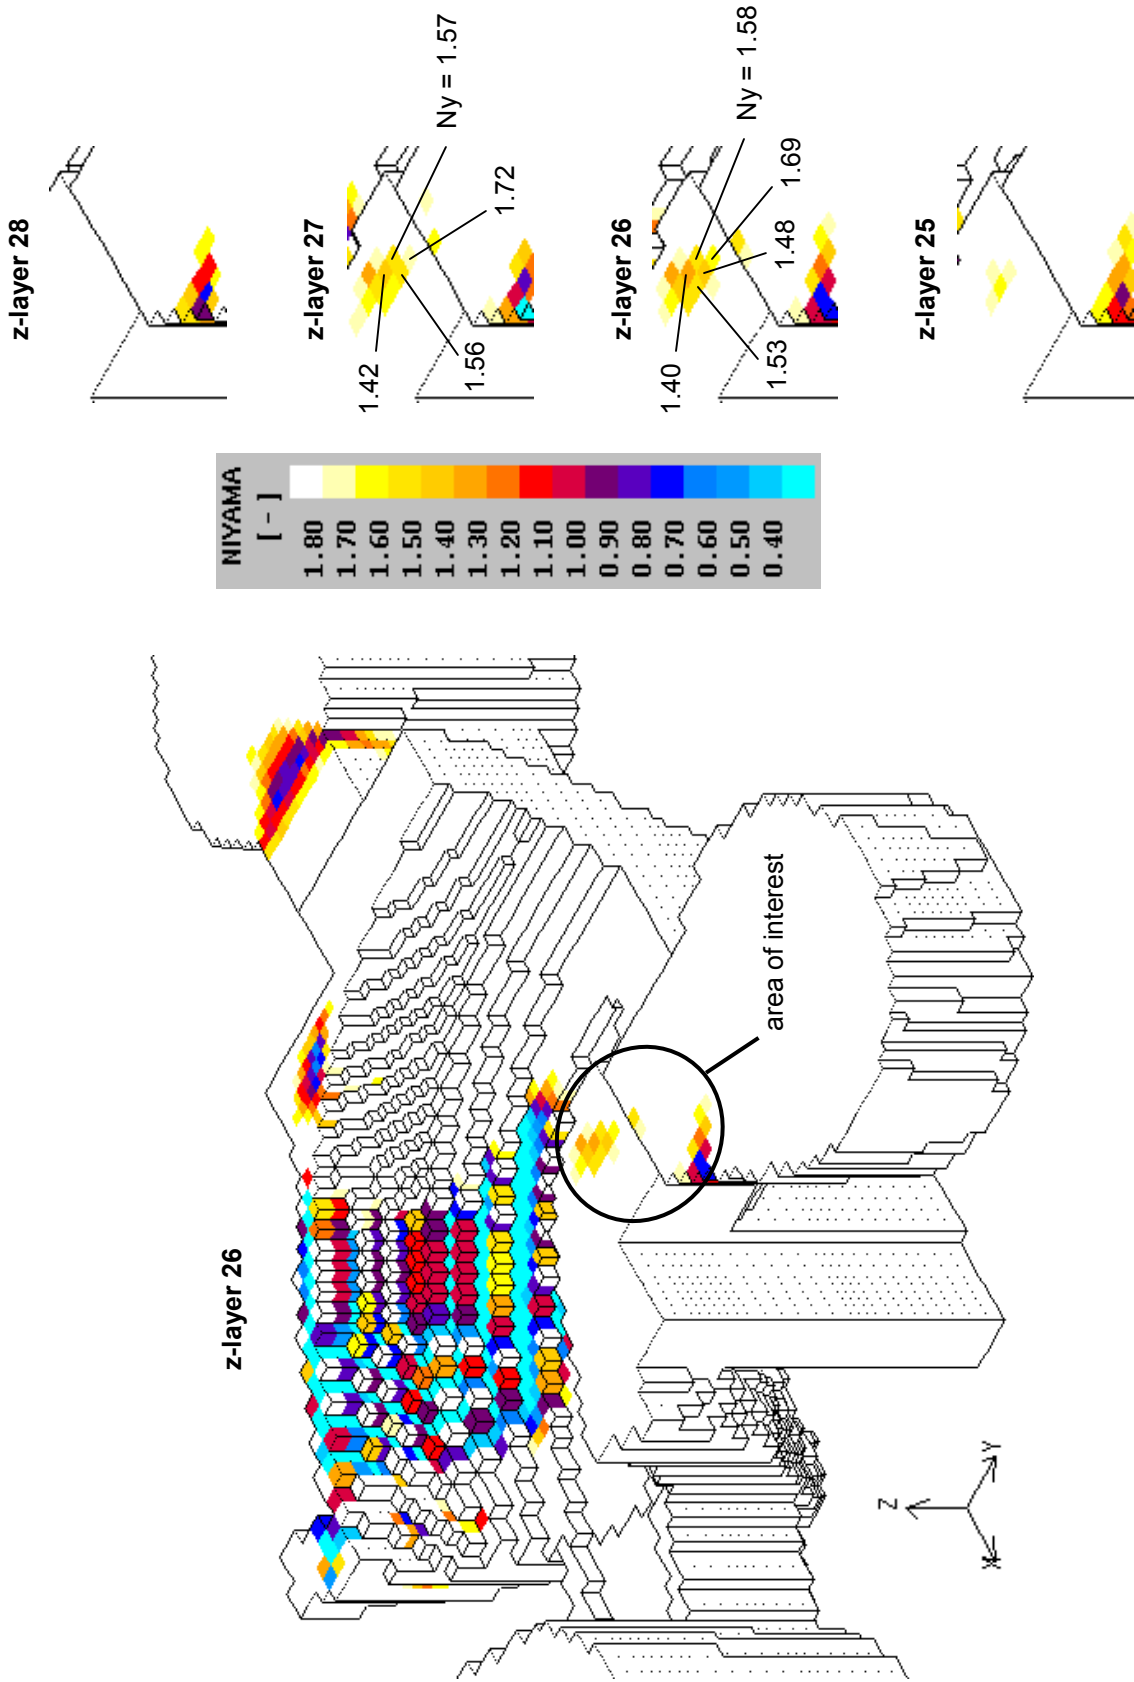 z-layer 26
area of interest
Z
X
Y
NIYAMA
[ - ]
1.80
1.70
1.60
1.50
1.40
1.30
1.20
1.10
1.00
0.90
0.80
0.70
0.60
0.50
0.40
z-layer 28
z-layer 27
Ny = 1.57
1.42
1.72
1.56
z-layer 26
Ny = 1.58
1.40
1.69
1.48
1.53
z-layer 25